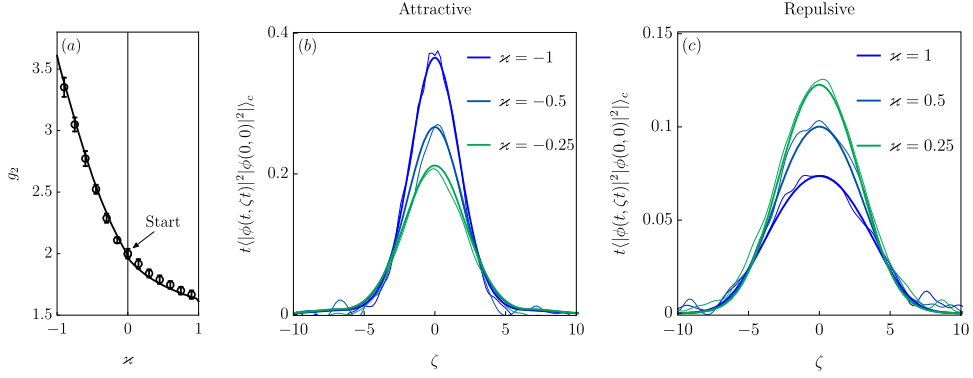 Attractive
Repulsive
(a)
3.5
3
2.5
2
1.5
g₂
Start
−1
0
1
ϰ
(b)
0.4
0.2
0
t⟨|ϕ(t, ζt)|²|ϕ(0, 0)|²|⟩_c
ϰ = −1
ϰ = −0.5
ϰ = −0.25
−10
−5
0
5
10
ζ
(c)
0.15
0.1
0.05
0
t⟨|ϕ(t, ζt)|²|ϕ(0, 0)|²|⟩_c
ϰ = 1
ϰ = 0.5
ϰ = 0.25
−10
−5
0
5
10
ζ